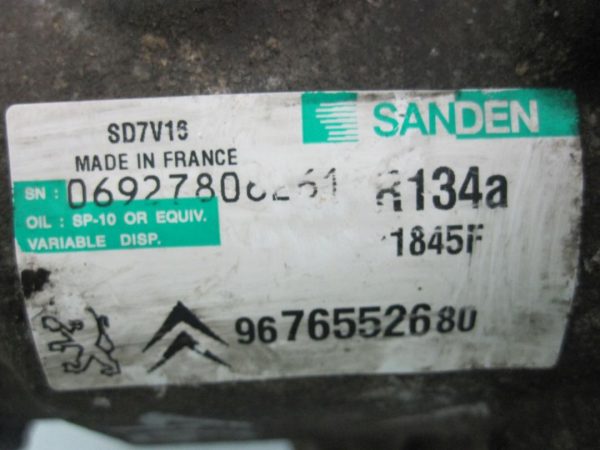 SANDEN
SD7V16
MADE IN FRANCE
SN : R134a
OIL : SP-10 OR EQUIV.
VARIABLE DISP.
1845F
9676552680